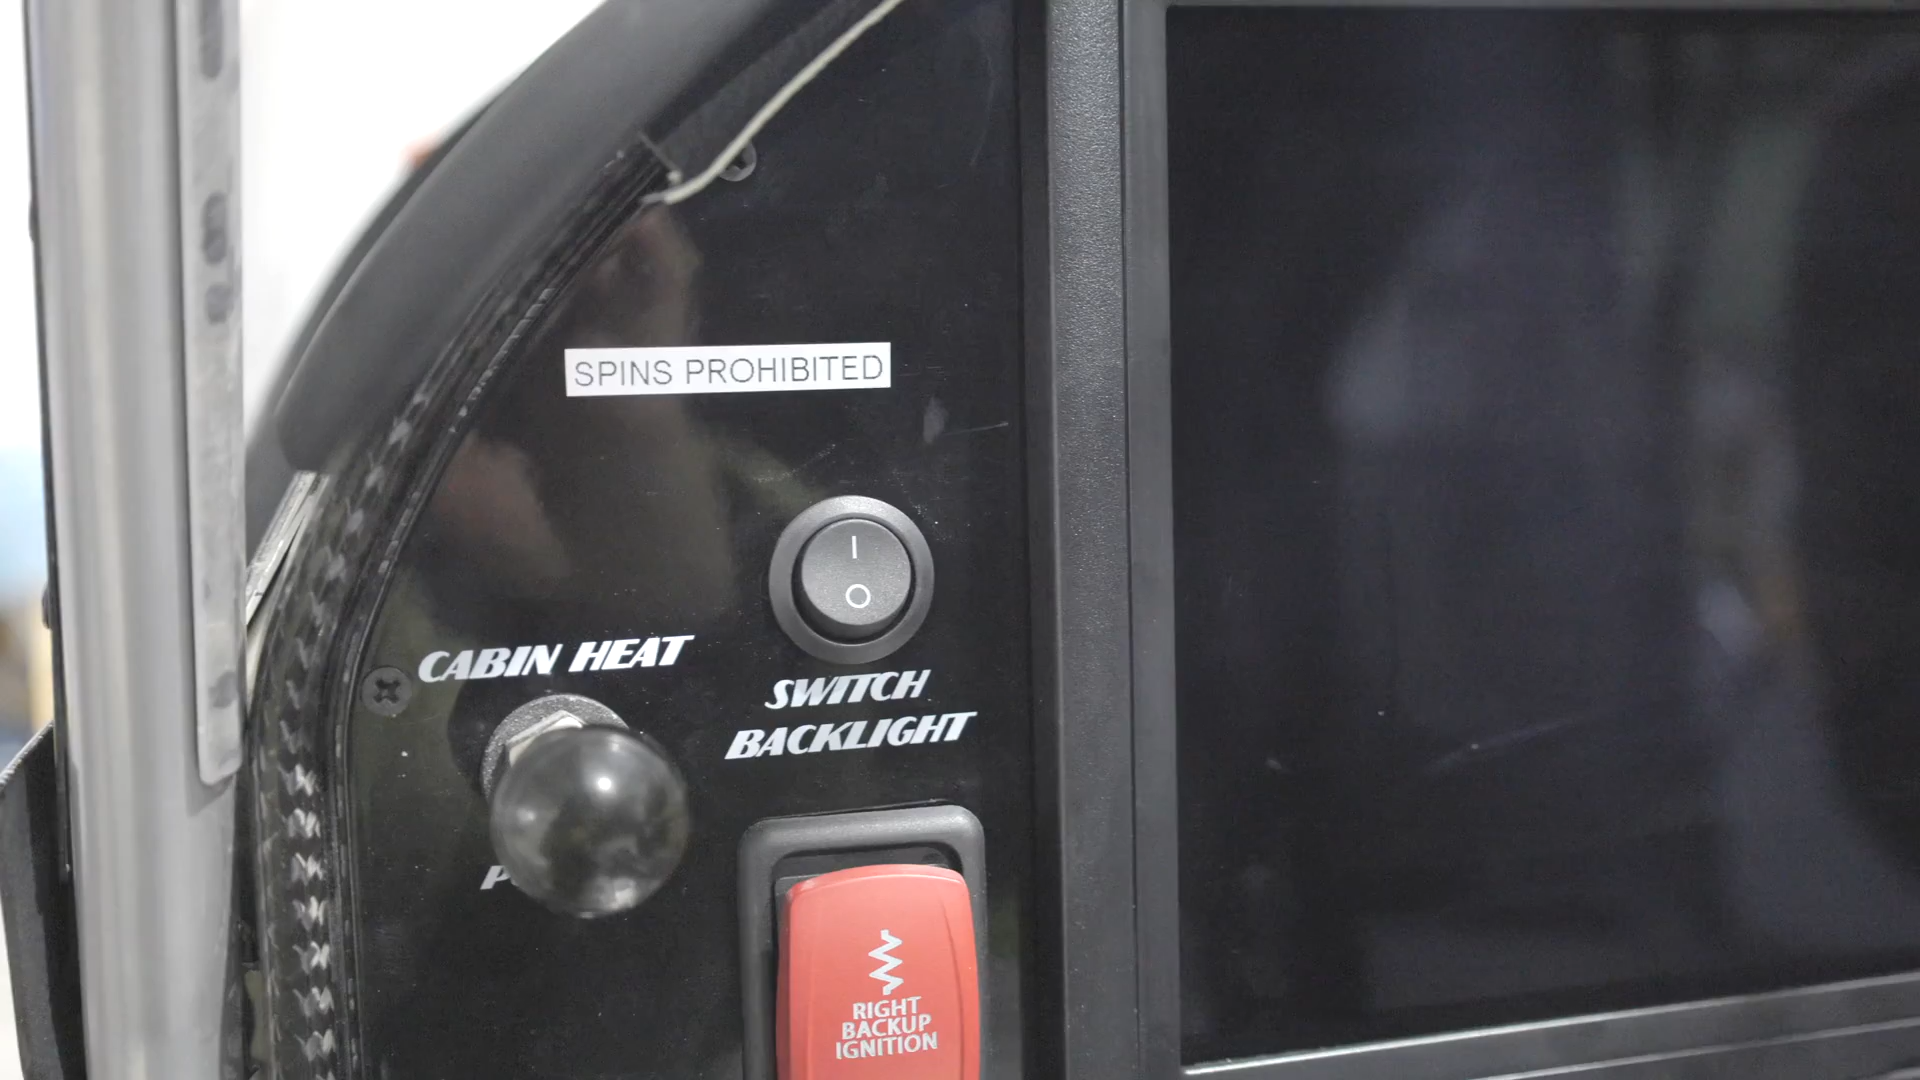 SPINS PROHIBITED
CABIN HEAT
SWITCH
BACKLIGHT
RIGHT
BACKUP
IGNITION